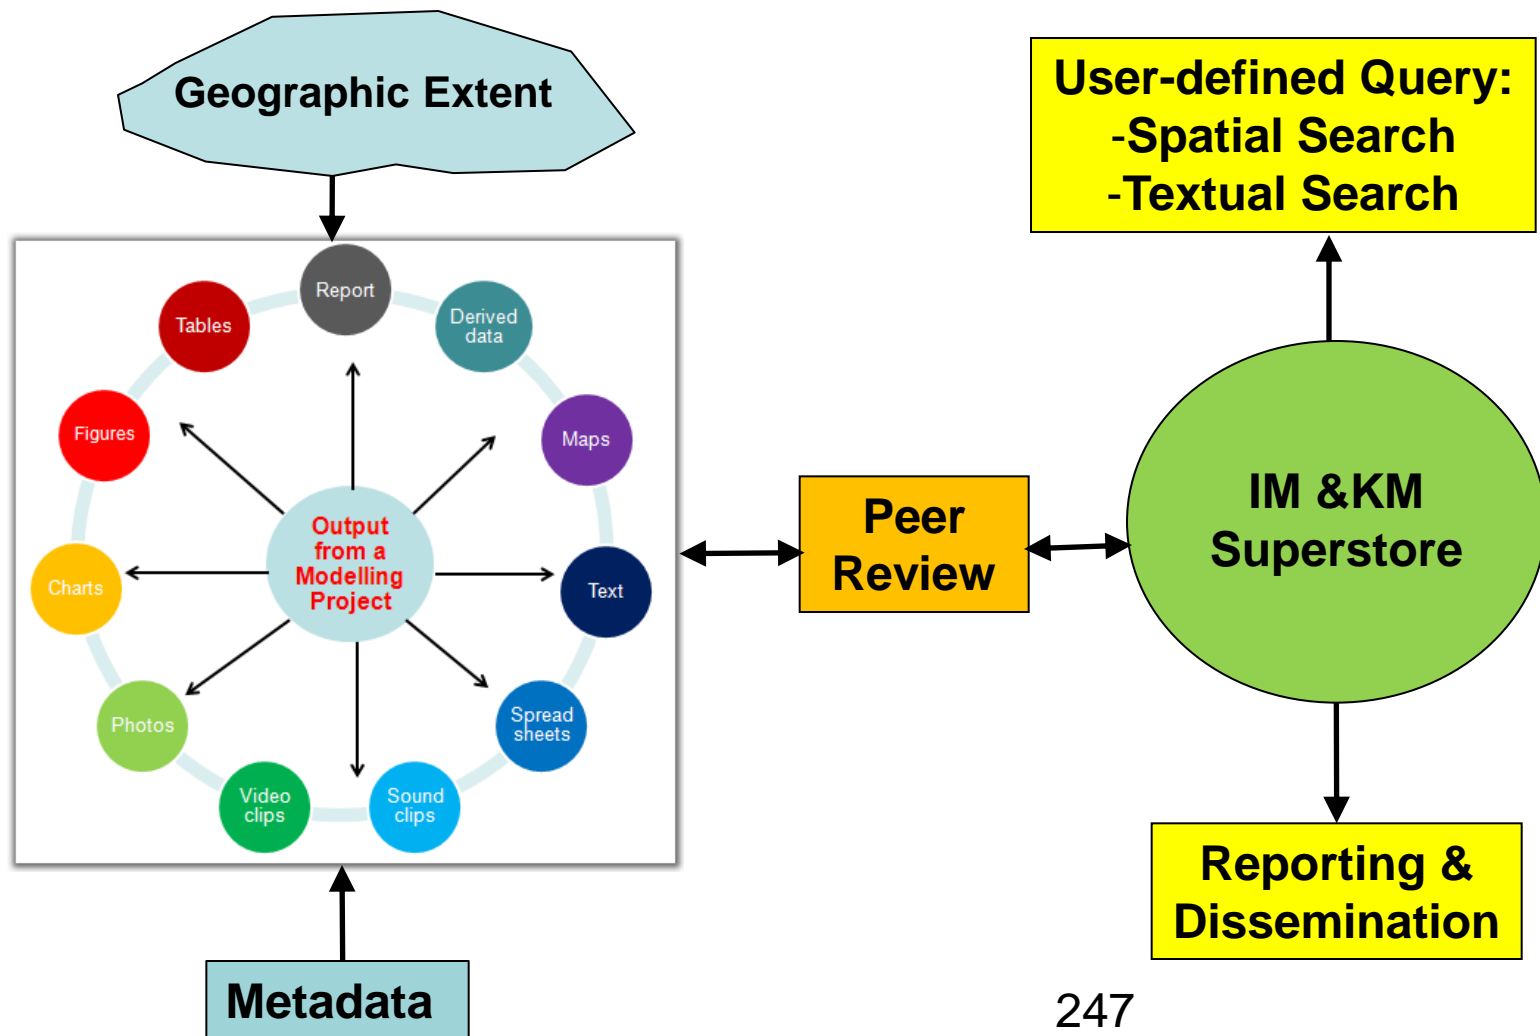 Geographic Extent
User-defined Query:
-Spatial Search
-Textual Search
Report
Derived
data
Tables
Maps
Figures
Output
from a
Modelling
Project
Charts
Text
Photos
Spread
sheets
Video
clips
Sound
clips
Peer
Review
IM &KM
Superstore
Reporting &
Dissemination
Metadata
247